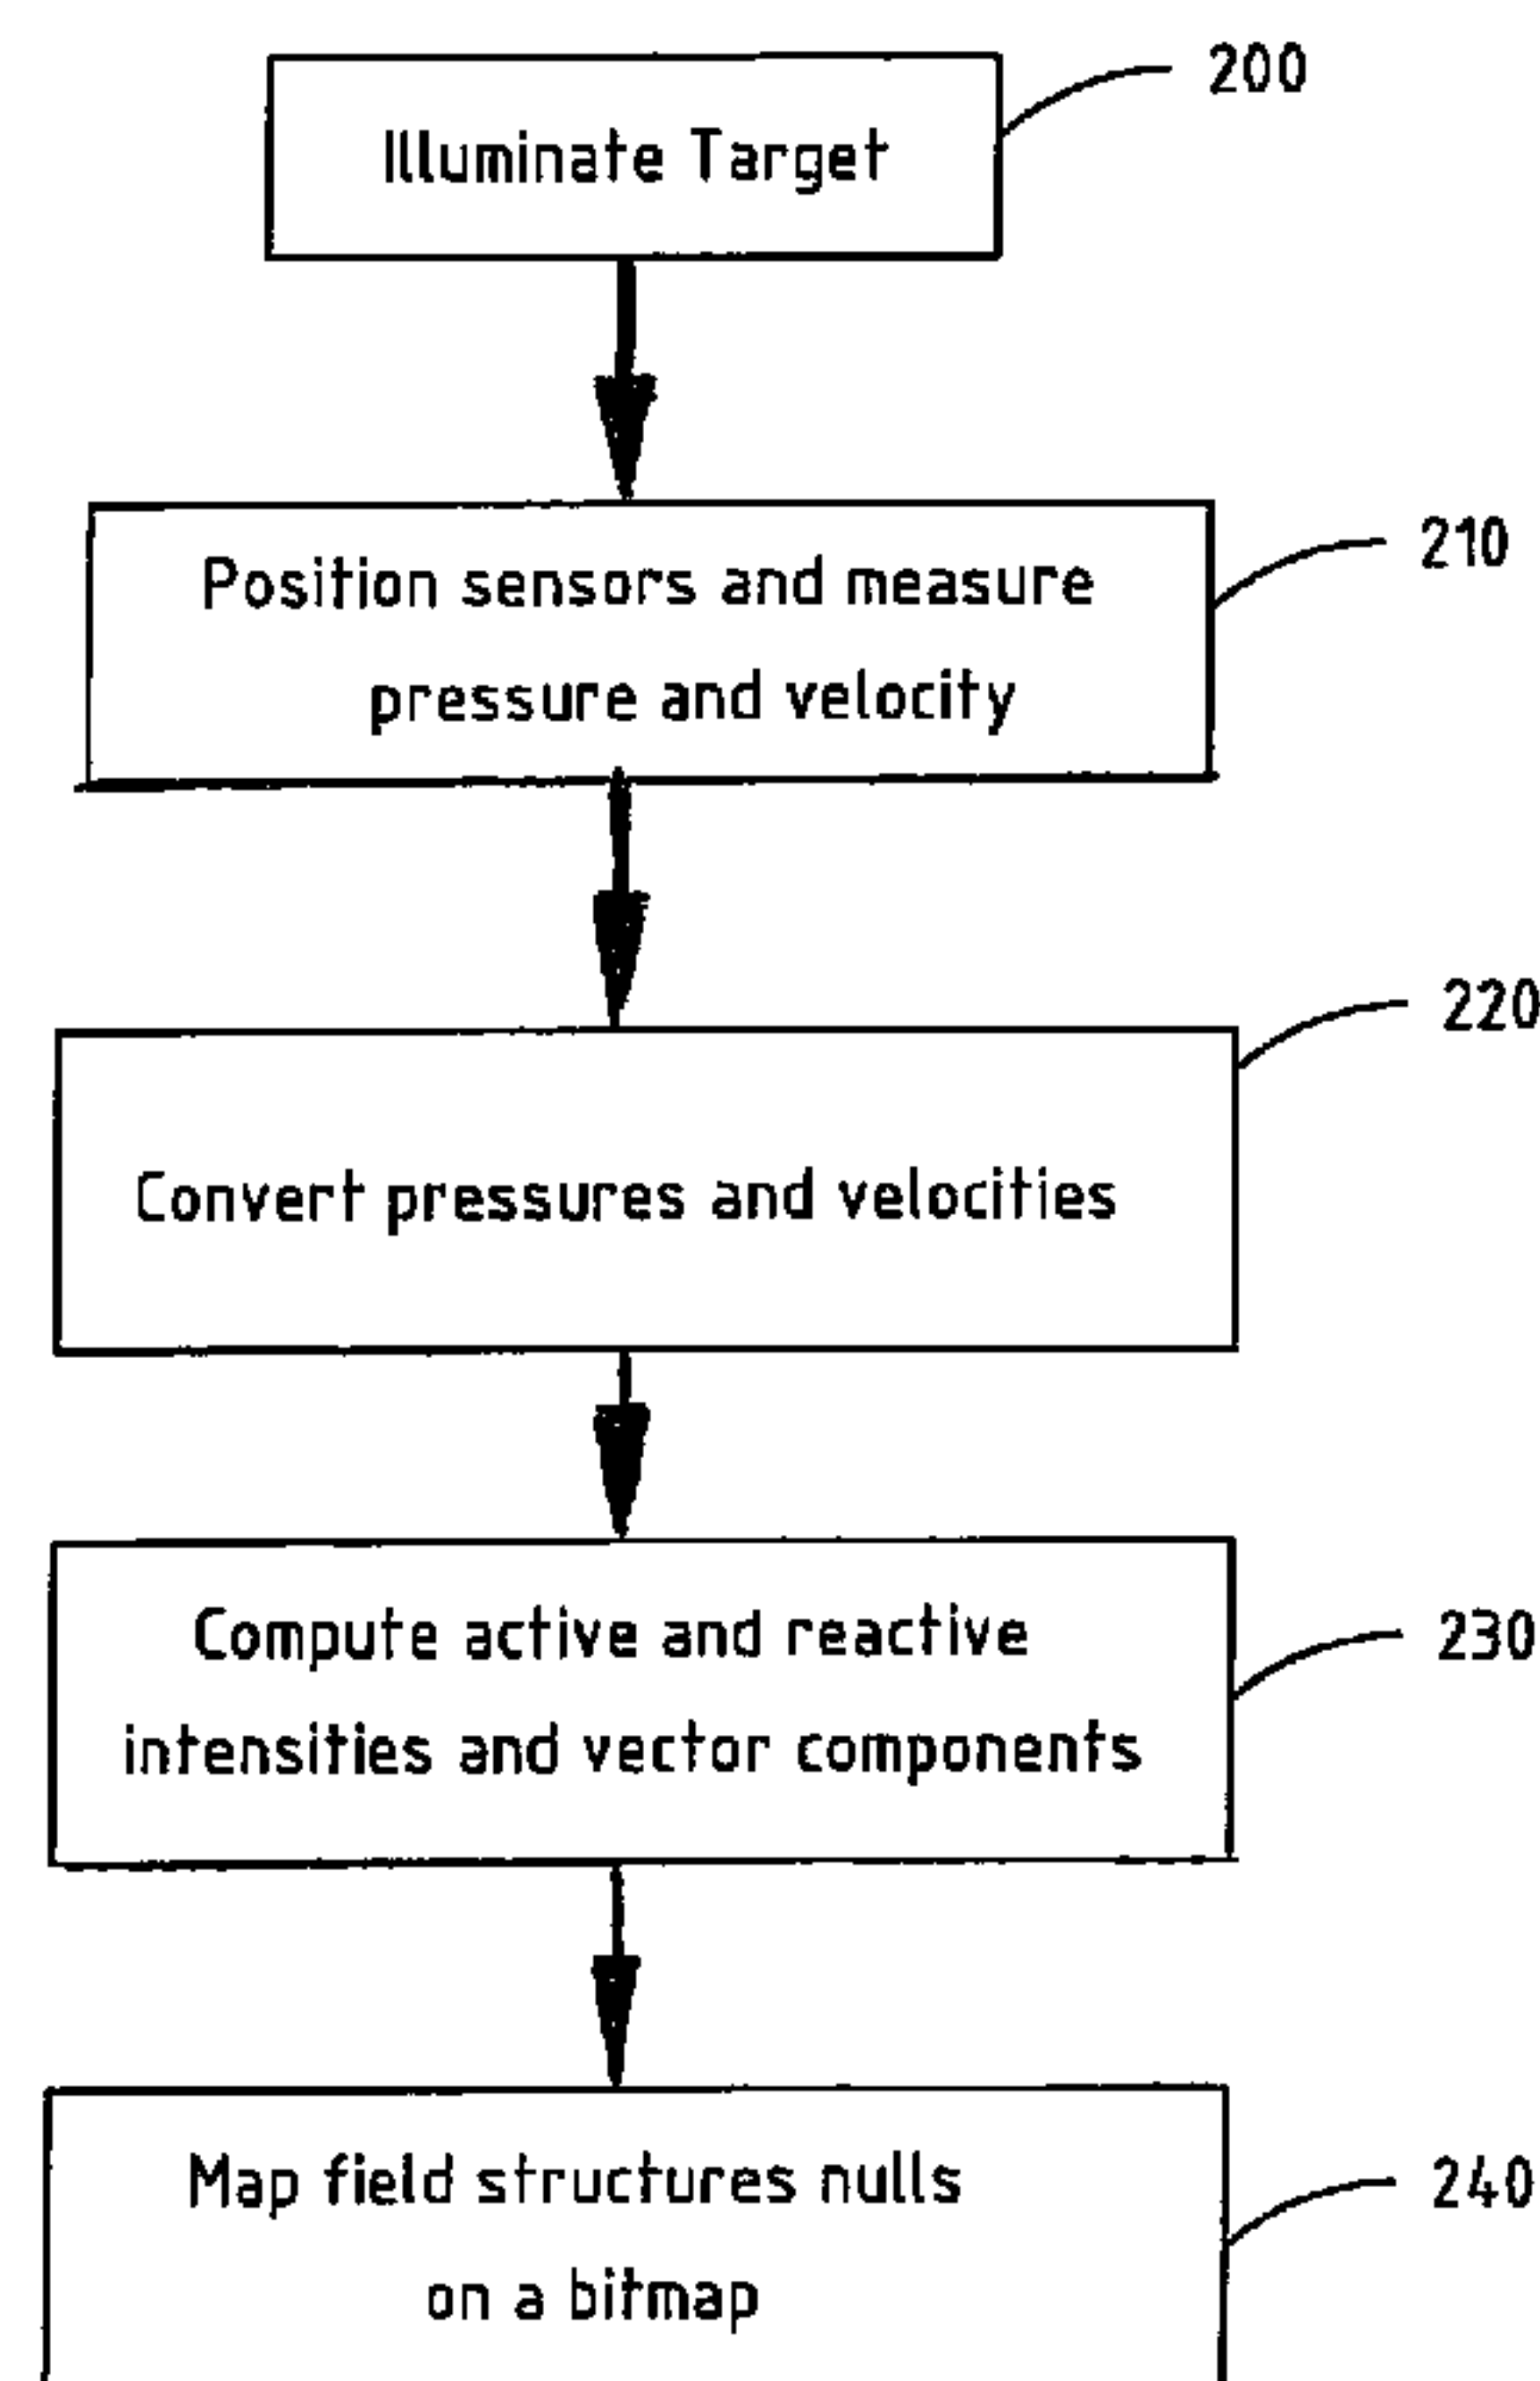 Illuminate Target
200
Position sensors and measure
pressure and velocity
210
Convert pressures and velocities
220
Compute active and reactive
intensities and vector components
230
Map field structures nulls
on a bitmap
240